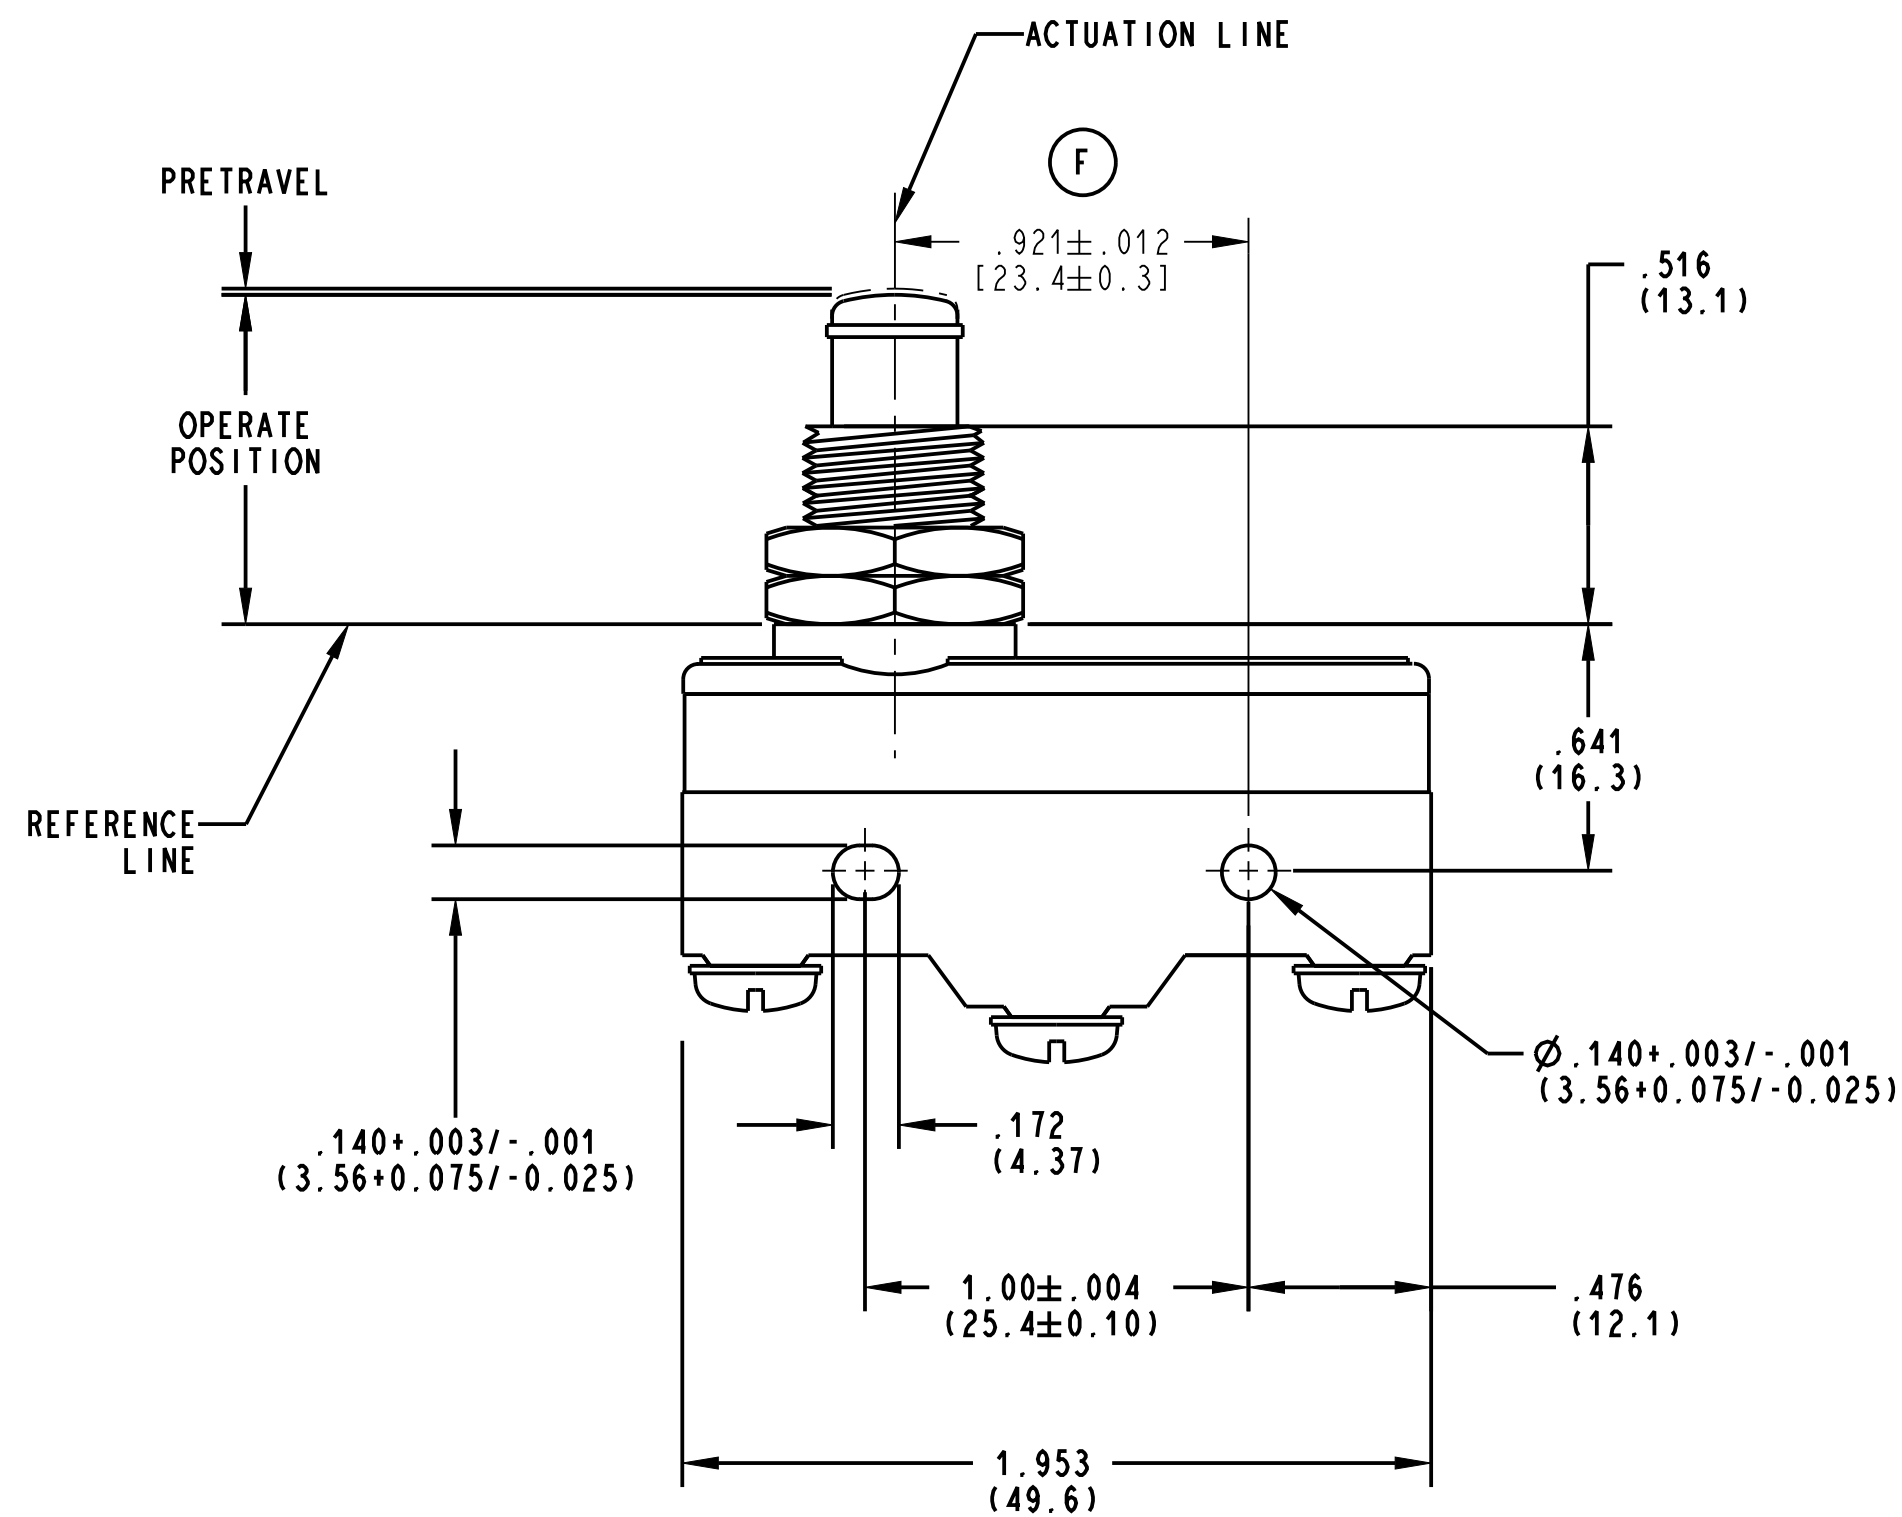 ACTUATION LINE
F
PRETRAVEL
.921±.012
[23.4±0.3]
.516
(13.1)
OPERATE
POSITION
.641
(16.3)
REFERENCE
LINE
Ø.140+.003/-.001
(3.56+0.075/-0.025)
.172
(4.37)
.140+.003/-.001
(3.56+0.075/-0.025)
1.00±.004
(25.4±0.10)
.476
(12.1)
1.953
(49.6)